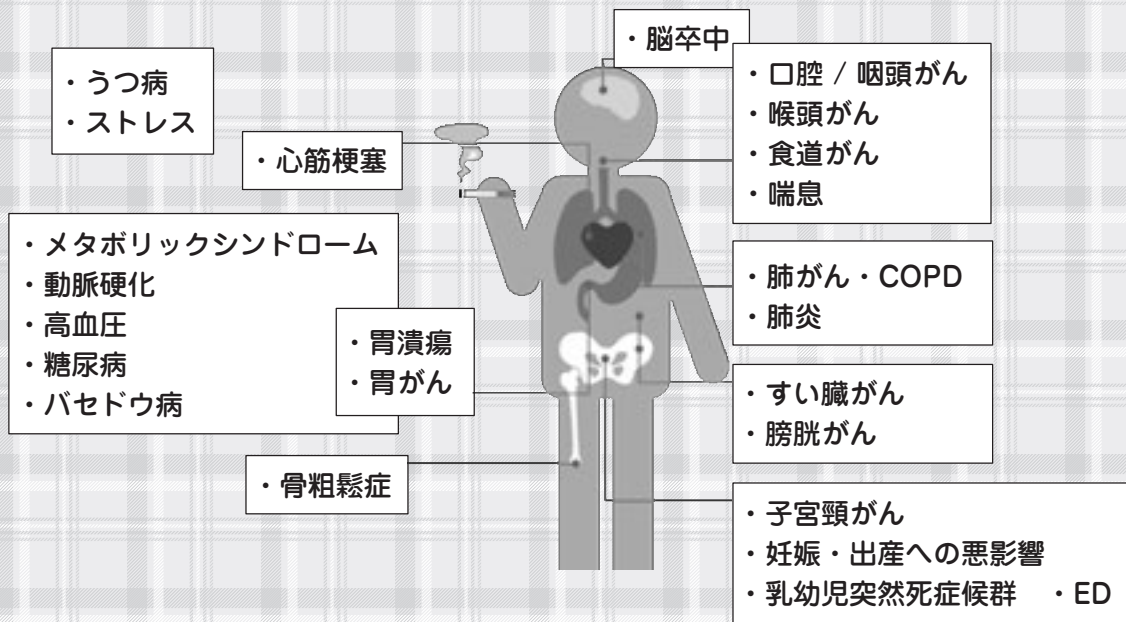 ・脳卒中
・うつ病
・ストレス
・口腔 / 咽頭がん
・喉頭がん
・食道がん
・喘息
・心筋梗塞
・メタボリックシンドローム
・動脈硬化
・高血圧
・糖尿病
・バセドウ病
・肺がん・COPD
・肺炎
・胃潰瘍
・胃がん
・すい臓がん
・膀胱がん
・骨粗鬆症
・子宮頸がん
・妊娠・出産への悪影響
・乳幼児突然死症候群　・ED